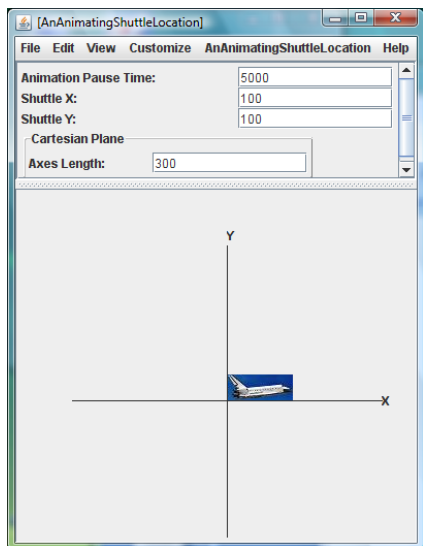 [AnAnimatingShuttleLocation]
File Edit View Customize AnAnimatingShuttleLocation Help
Animation Pause Time: 5000
Shuttle X: 100
Shuttle Y: 100
Cartesian Plane
Axes Length: 300
Y
X